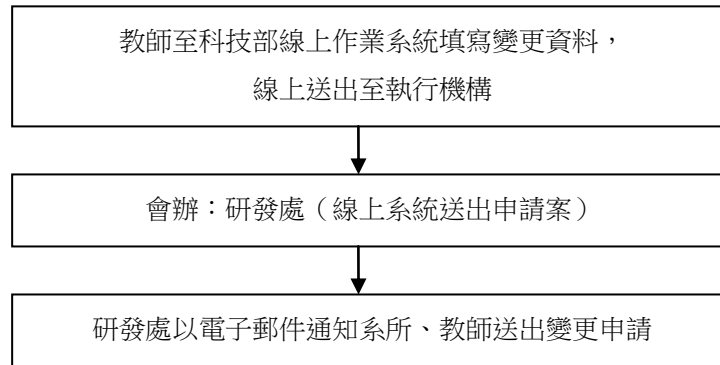 教師至科技部線上作業系統填寫變更資料，
線上送出至執行機構
會辦：研發處（線上系統送出申請案）
研發處以電子郵件通知系所、教師送出變更申請